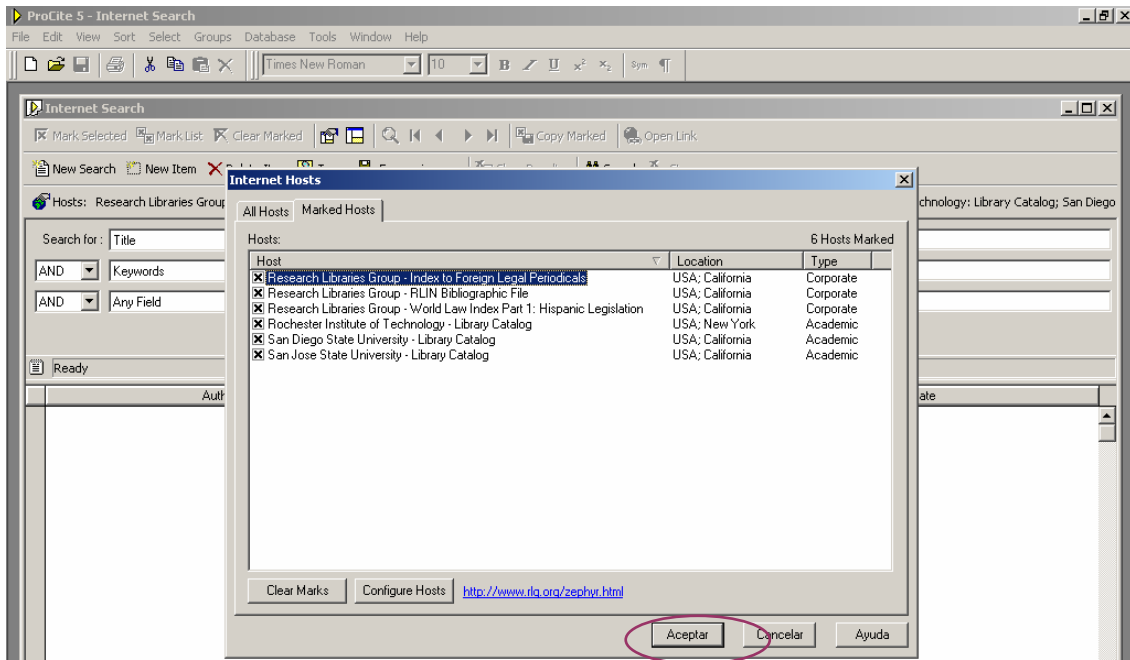 ProCite 5 - Internet Search
File Edit View Sort Select Groups Database Tools Window Help
Times New Roman 10 B I U x² x₂ Sym ¶
Internet Search
Mark Selected Mark List Clear Marked Copy Marked Open Link
New Search New Item
Internet Hosts
Hosts: Research Libraries Group
chnology: Library Catalog; San Diego
All Hosts Marked Hosts
Search for: Title
Hosts: 6 Hosts Marked
AND Keywords
AND Any Field
Host Location Type
Research Libraries Group - Index to Foreign Legal Periodicals USA; California Corporate
Research Libraries Group - RLIN Bibliographic File USA; California Corporate
Research Libraries Group - World Law Index Part 1: Hispanic Legislation USA; California Corporate
Rochester Institute of Technology - Library Catalog USA; New York Academic
San Diego State University - Library Catalog USA; California Academic
San Jose State University - Library Catalog USA; California Academic
Ready
Auth ate
Clear Marks Configure Hosts http://www.rlg.org/zephyr.html
Aceptar Cancelar Ayuda